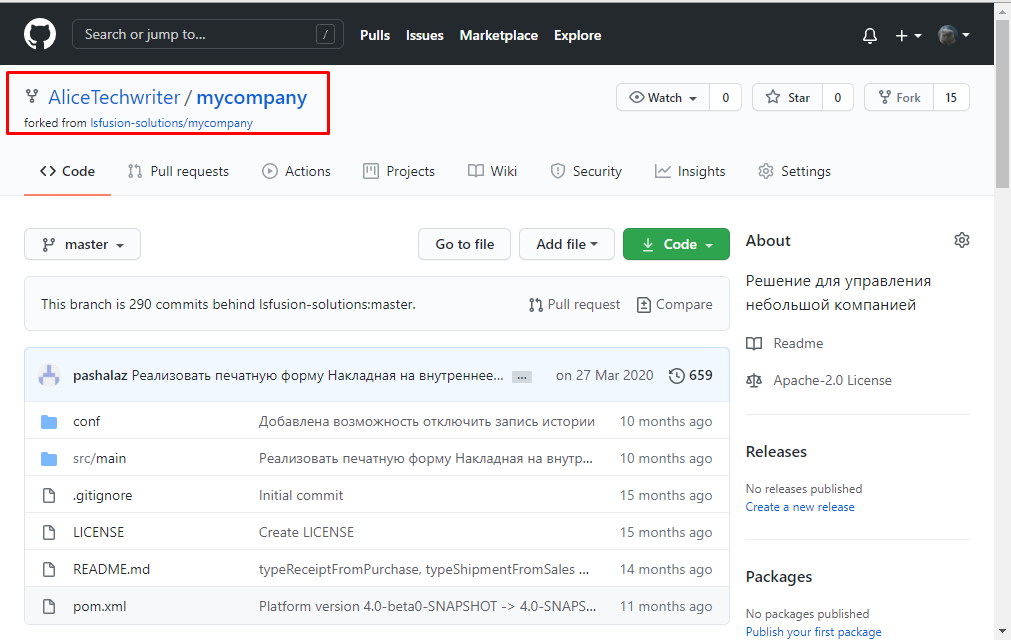 Search or jump to... /
Pulls Issues Marketplace Explore
AliceTechwriter / mycompany
forked from lsfusion-solutions/mycompany
Watch 0 Star 0 Fork 15
Code Pull requests Actions Projects Wiki Security Insights Settings
master Go to file Add file Code
This branch is 290 commits behind lsfusion-solutions:master. Pull request Compare
pashalaz Реализовать печатную форму Накладная на внутреннее... ... on 27 Mar 2020 659
conf Добавлена возможность отключить запись истории 10 months ago
src/main Реализовать печатную форму Накладная на внутр... 10 months ago
.gitignore Initial commit 15 months ago
LICENSE Create LICENSE 15 months ago
README.md typeReceiptFromPurchase, typeShipmentFromSales ... 14 months ago
pom.xml Platform version 4.0-beta0-SNAPSHOT -> 4.0-SNAPS... 11 months ago
About
Решение для управления
небольшой компанией
Readme
Apache-2.0 License
Releases
No releases published
Create a new release
Packages
No packages published
Publish your first package